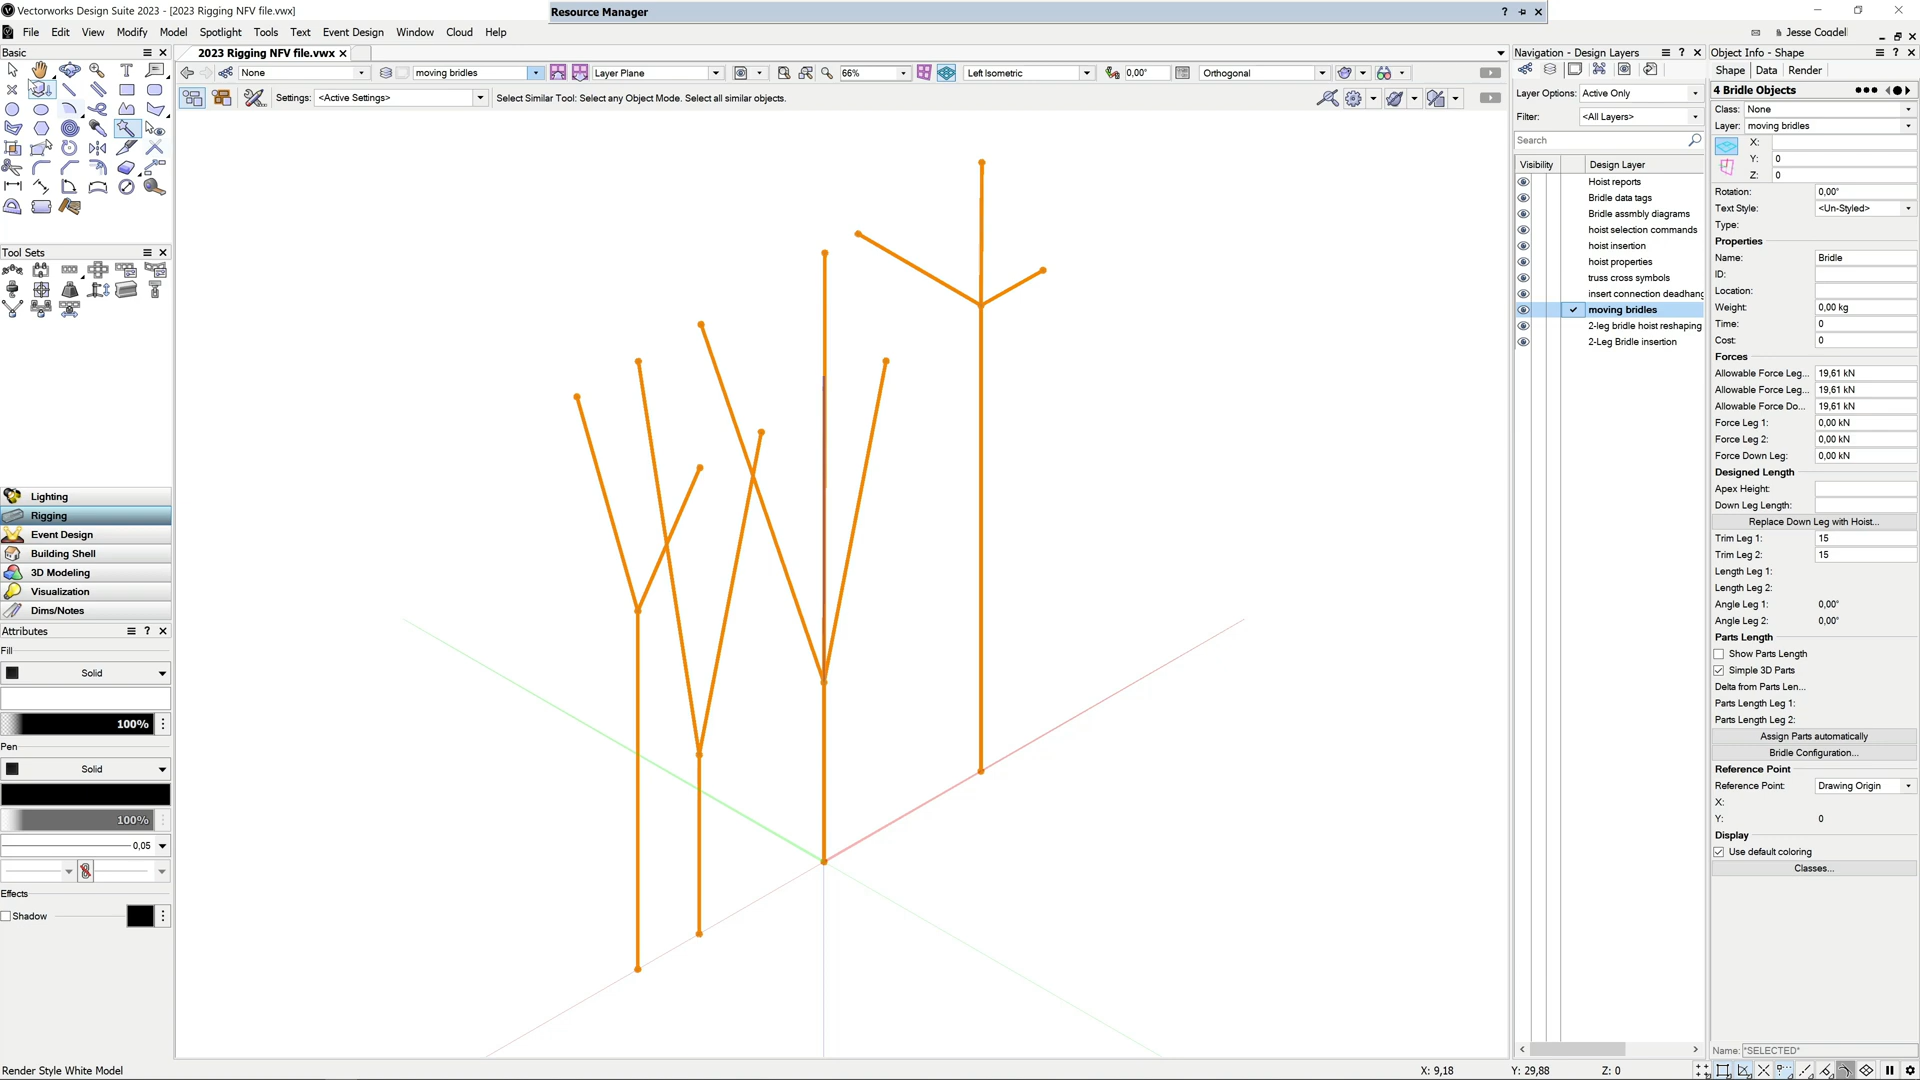 Vectorworks Design Suite 2023 - [2023 Rigging NFV file.vwx]
Resource Manager
File Edit View Modify Model Spotlight Tools Text Event Design Window Cloud Help
Jesse Cogdell
Basic
2023 Rigging NFV file.vwx
None
moving bridles
Layer Plane
66%
Left Isometric
0,00°
Orthogonal
Settings: <Active Settings>
Select Similar Tool: Select any Object Mode. Select all similar objects.
Tool Sets
Lighting
Rigging
Event Design
Building Shell
3D Modeling
Visualization
Dims/Notes
Attributes
Fill
Solid
100%
Pen
Solid
100%
0,05
Effects
Shadow
Render Style White Model
X: 9,18
Y: 29,88
Z: 0
Navigation - Design Layers
Layer Options: Active Only
Filter: <All Layers>
Search
Visibility Design Layer
Hoist reports
Bridle data tags
Bridle assmbly diagrams
hoist selection commands
hoist insertion
hoist properties
truss cross symbols
insert connection deadhang
moving bridles
2-leg bridle hoist reshaping
2-Leg Bridle insertion
Object Info - Shape
Shape Data Render
4 Bridle Objects
Class: None
Layer: moving bridles
X:
Y: 0
Z: 0
Rotation: 0,00°
Text Style: <Un-Styled>
Type:
Properties
Name: Bridle
ID:
Location:
Weight: 0,00 kg
Time: 0
Cost: 0
Forces
Allowable Force Leg... 19,61 kN
Allowable Force Leg... 19,61 kN
Allowable Force Do... 19,61 kN
Force Leg 1: 0,00 kN
Force Leg 2: 0,00 kN
Force Down Leg: 0,00 kN
Designed Length
Apex Height:
Down Leg Length:
Replace Down Leg with Hoist...
Trim Leg 1: 15
Trim Leg 2: 15
Length Leg 1:
Length Leg 2:
Angle Leg 1: 0,00°
Angle Leg 2: 0,00°
Parts Length
Show Parts Length
Simple 3D Parts
Delta from Parts Len...
Parts Length Leg 1:
Parts Length Leg 2:
Assign Parts automatically
Bridle Configuration...
Reference Point
Reference Point: Drawing Origin
X:
Y: 0
Display
Use default coloring
Classes...
Name: *SELECTED*